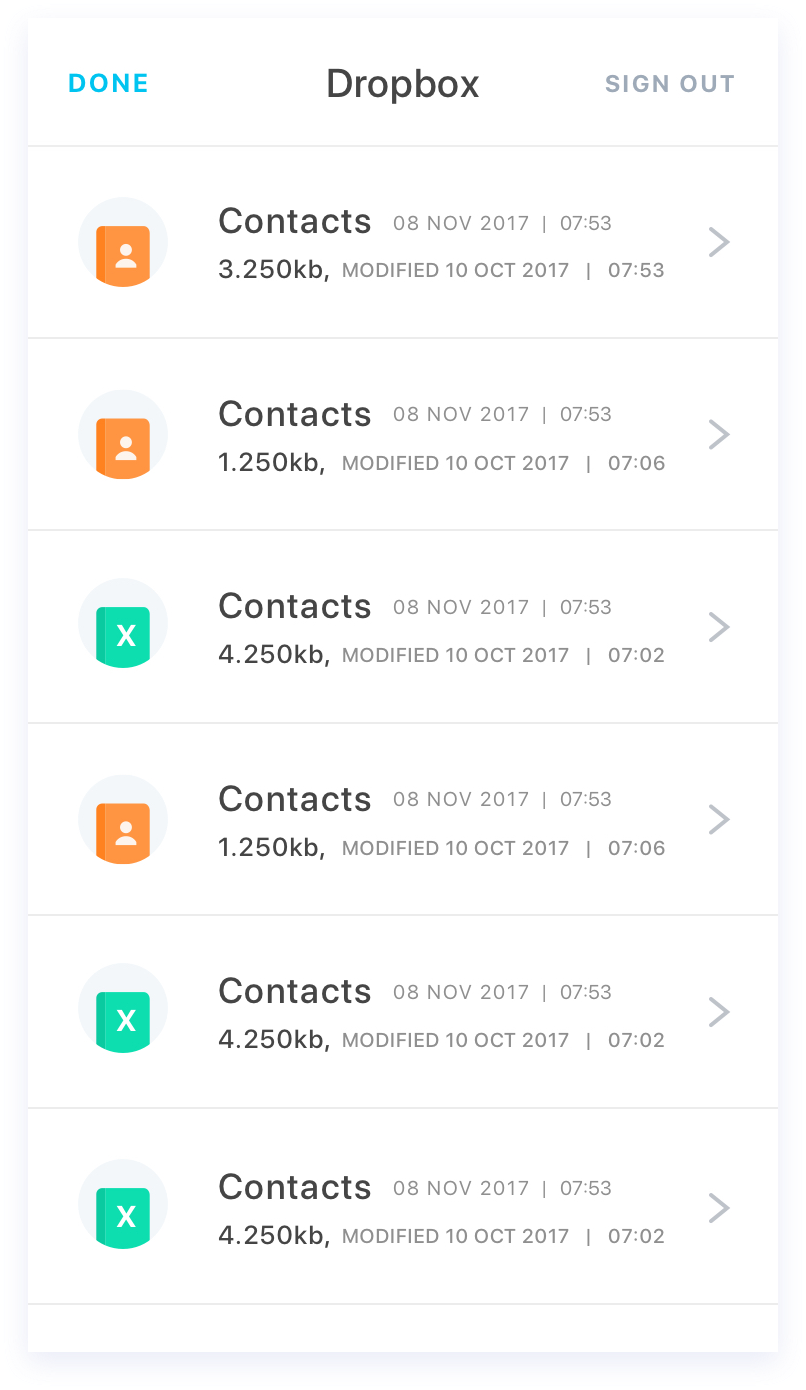 DONE Dropbox SIGN OUT
Contacts 08 NOV 2017 | 07:53
3.250kb, MODIFIED 10 OCT 2017 | 07:53
Contacts 08 NOV 2017 | 07:53
1.250kb, MODIFIED 10 OCT 2017 | 07:06
X Contacts 08 NOV 2017 | 07:53
4.250kb, MODIFIED 10 OCT 2017 | 07:02
Contacts 08 NOV 2017 | 07:53
1.250kb, MODIFIED 10 OCT 2017 | 07:06
X Contacts 08 NOV 2017 | 07:53
4.250kb, MODIFIED 10 OCT 2017 | 07:02
X Contacts 08 NOV 2017 | 07:53
4.250kb, MODIFIED 10 OCT 2017 | 07:02